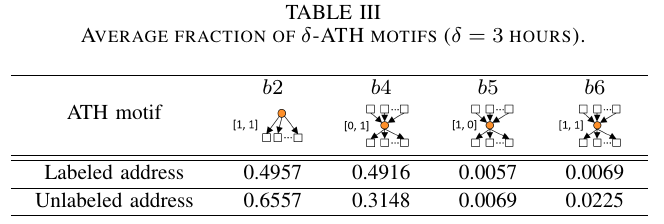 TABLE III
AVERAGE FRACTION OF δ-ATH MOTIFS (δ = 3 HOURS).
ATH motif b2 b4 b5 b6
[1, 1] [0, 1] [1, 0] [1, 1]
Labeled address 0.4957 0.4916 0.0057 0.0069
Unlabeled address 0.6557 0.3148 0.0069 0.0225